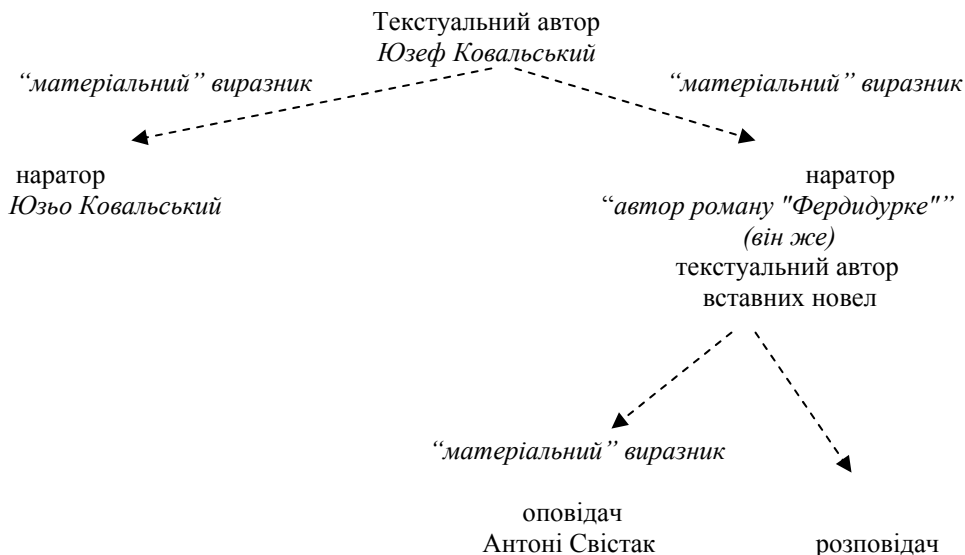 Текстуальний автор
Юзеф Ковальський
“матеріальний” виразник “матеріальний” виразник
наратор наратор
Юзьо Ковальський “автор роману "Фердидурке"”
(він же)
текстуальний автор
вставних новел
“матеріальний” виразник
оповідач
Антоні Свістак розповідач